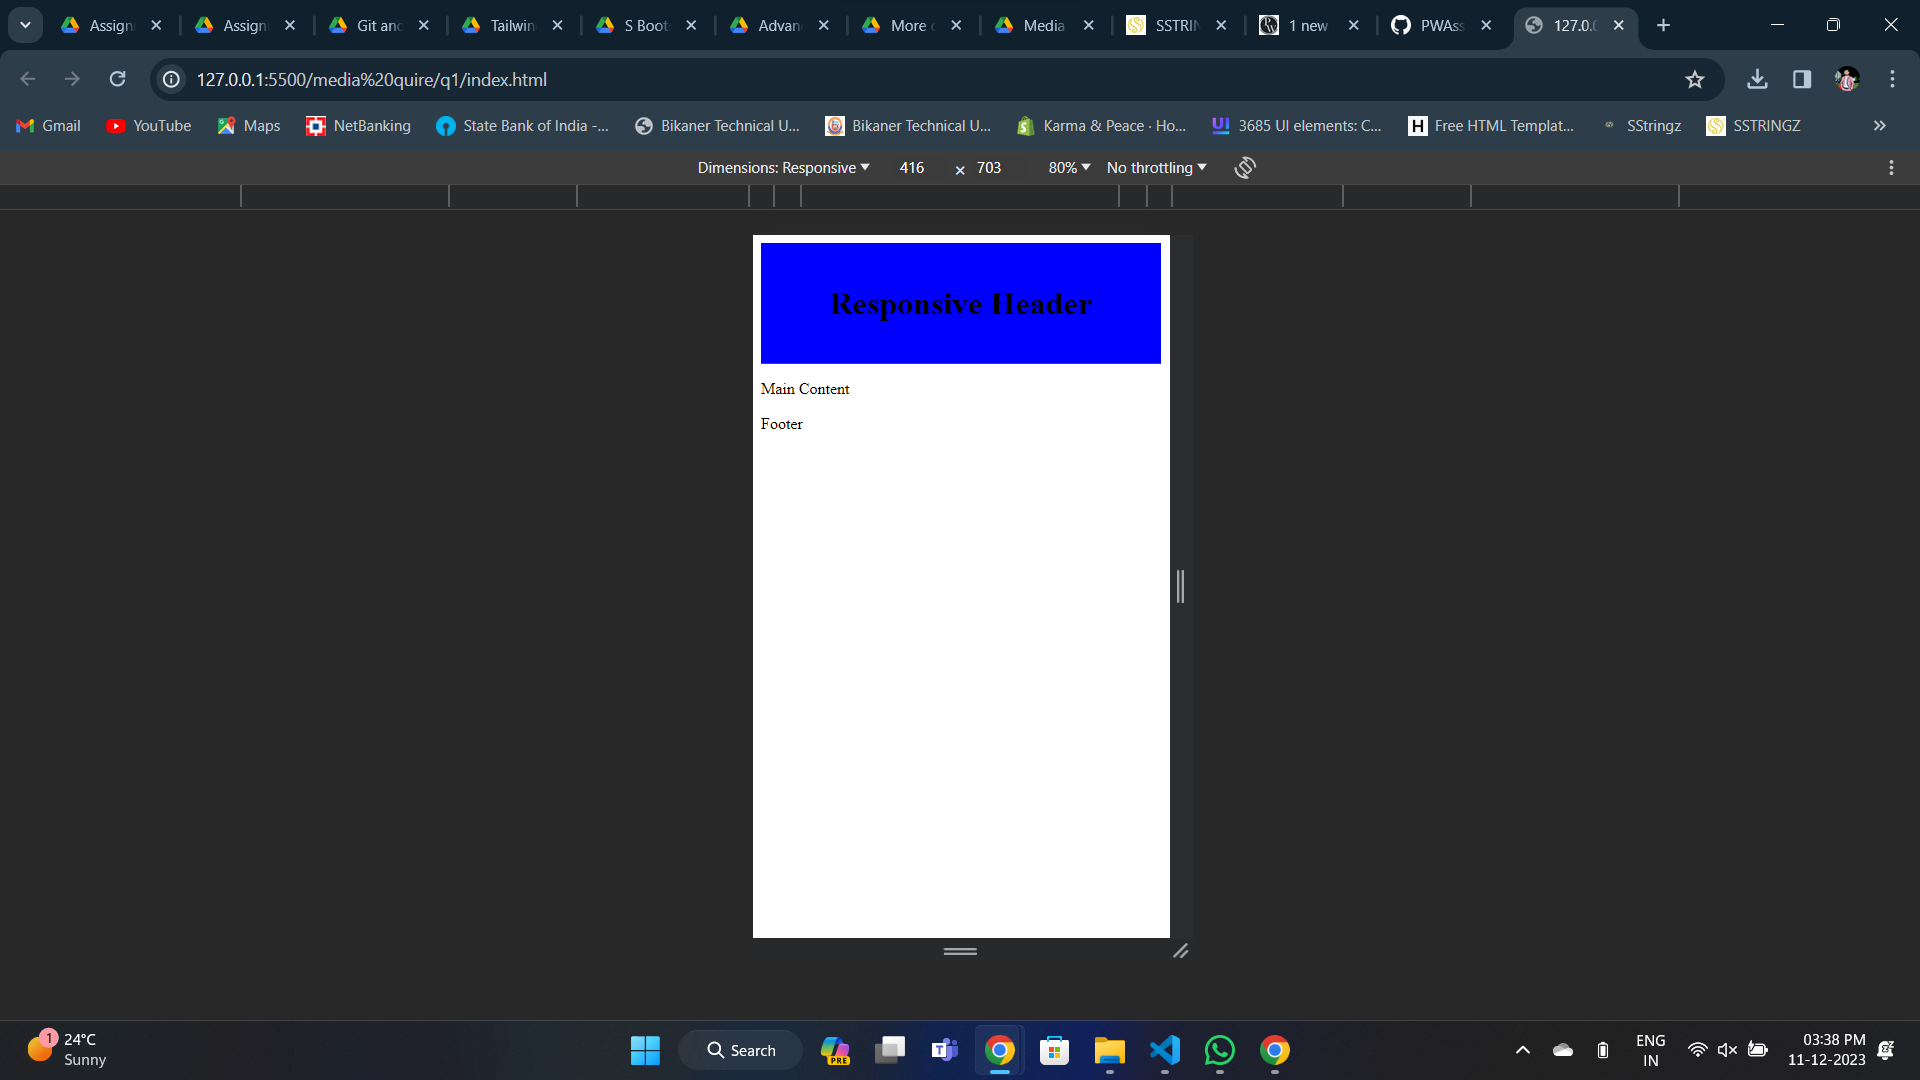 Assign
Assign
Git and
Tailwin
S Boot
Advan
More
Media
SSTRIN
1 new
PWAss
127.0.0
127.0.0.1:5500/media%20quire/q1/index.html
Gmail
YouTube
Maps
NetBanking
State Bank of India -...
Bikaner Technical U...
Bikaner Technical U...
Karma & Peace · Ho...
3685 UI elements: C...
Free HTML Templat...
SStringz
SSTRINGZ
Dimensions: Responsive
416 × 703
80%
No throttling
Responsive Header
Main Content
Footer
1
24°C
Sunny
Search
PRE
ENG
IN
03:38 PM
11-12-2023